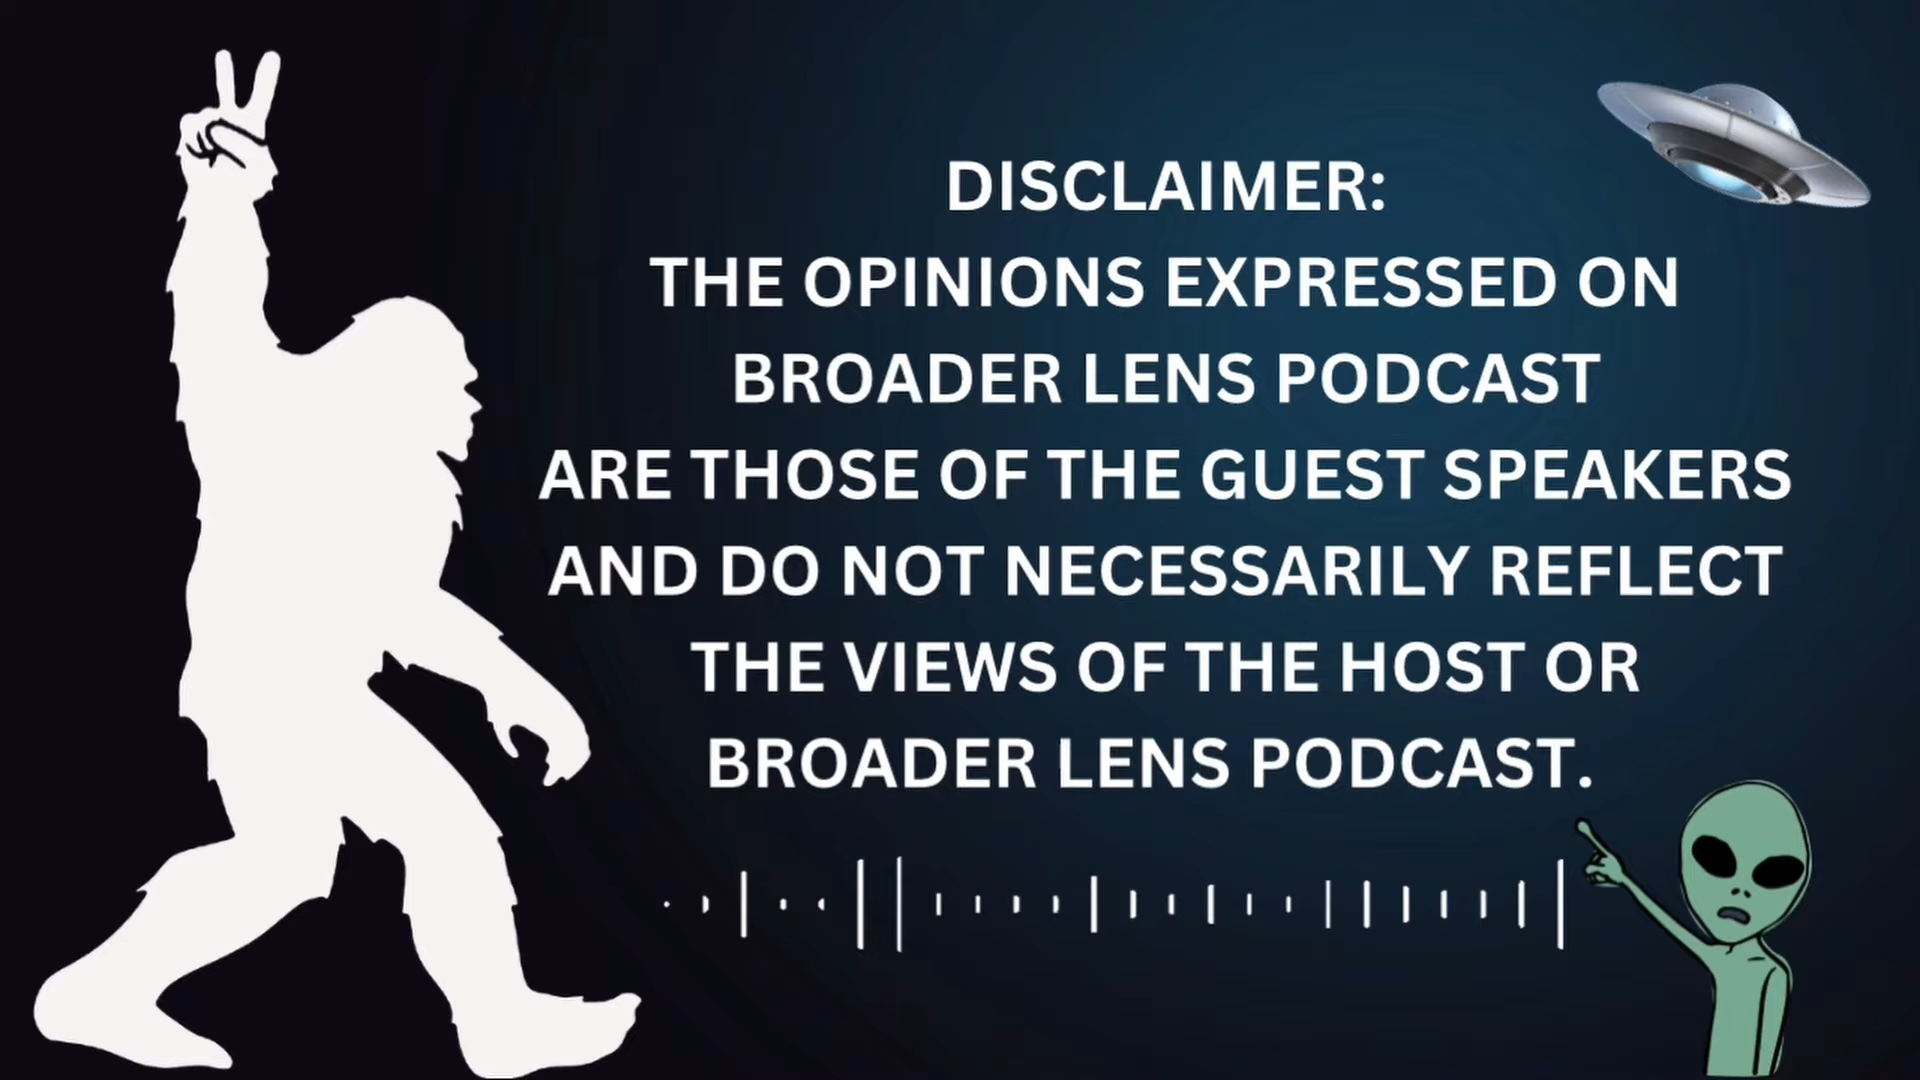 DISCLAIMER:
THE OPINIONS EXPRESSED ON
BROADER LENS PODCAST
ARE THOSE OF THE GUEST SPEAKERS
AND DO NOT NECESSARILY REFLECT
THE VIEWS OF THE HOST OR
BROADER LENS PODCAST.